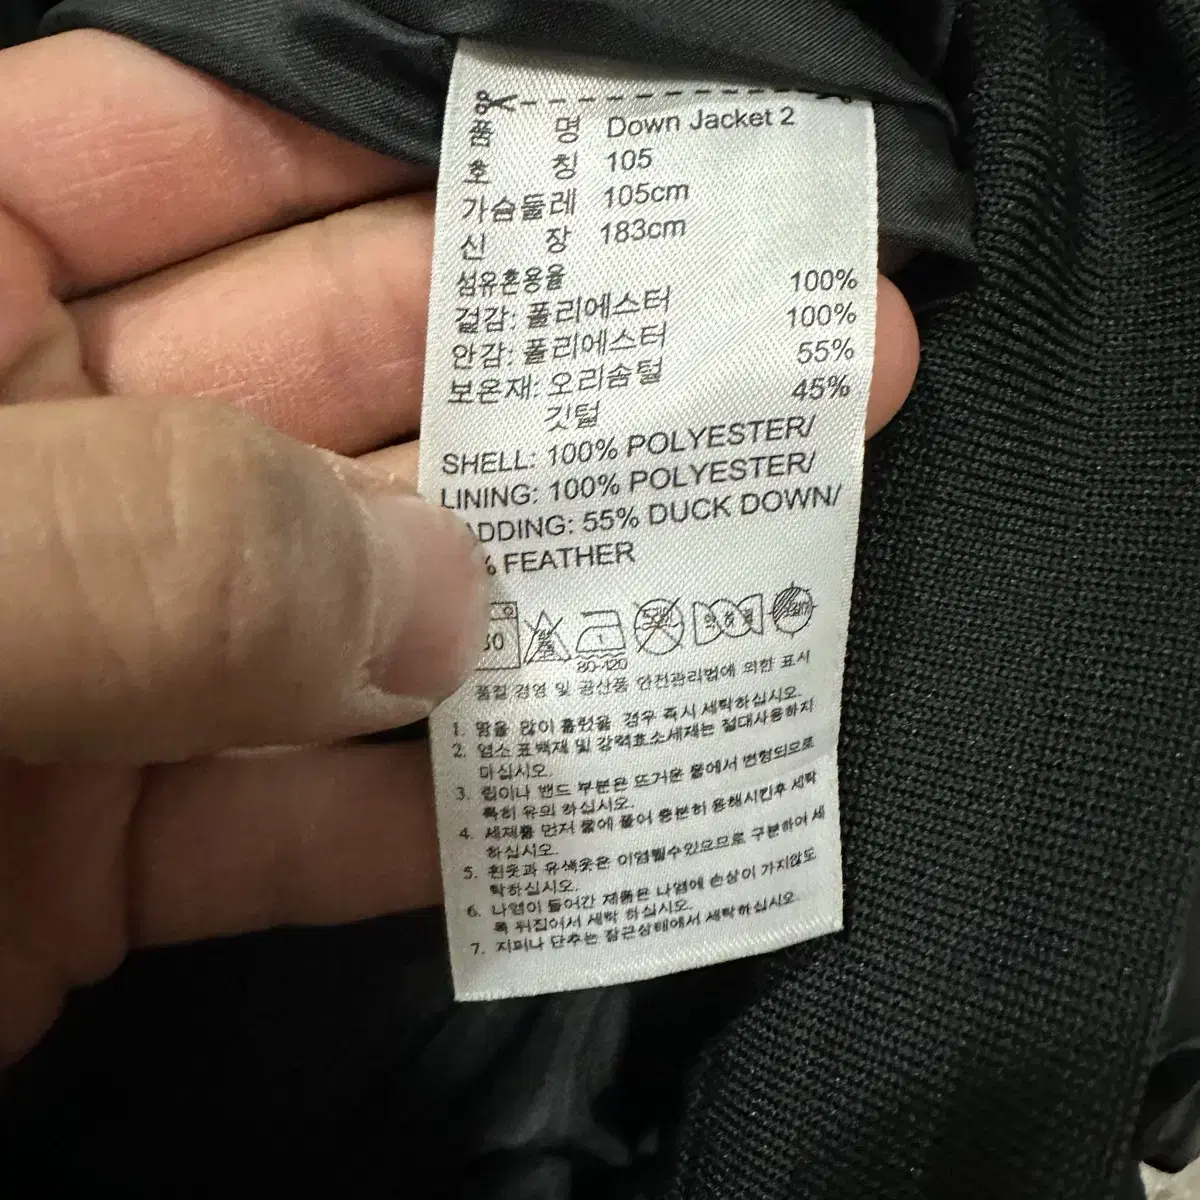 품 명 Down Jacket 2
호 칭 105
가슴둘레 105cm
신 장 183cm
섬유혼용율
겉감: 폴리에스터 100%
안감: 폴리에스터 100%
보온재: 오리솜털 55%
깃털 45%
SHELL: 100% POLYESTER/
LINING: 100% POLYESTER/
ADDING: 55% DUCK DOWN/
% FEATHER
30
80-120
품질 경영 및 공산품 안전관리법에 의한 표시
1. 땀을 많이 흘렸을 경우 즉시 세탁하십시오.
2. 염소 표백제 및 강력효소세제는 절대사용하지
마십시오.
3. 립이나 밴드 부분은 뜨거운 물에서 변형되므로
특히 유의 하십시오.
4. 세제를 먼저 물에 풀어 충분히 용해시킨후 세탁
하십시오.
5. 흰옷과 유색옷은 이염될수있으므로 구분하여 세
탁하십시오.
6. 나염이 들어간 제품은 나염에 손상이 가지않도
록 뒤집어서 세탁 하십시오.
7. 지퍼나 단추는 잠근상태에서 세탁하십시오.